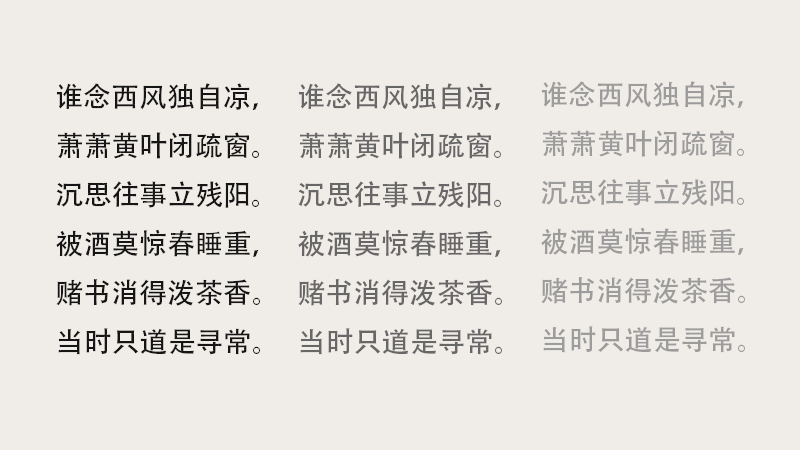 谁念西风独自凉，
萧萧黄叶闭疏窗。
沉思往事立残阳。
被酒莫惊春睡重，
赌书消得泼茶香。
当时只道是寻常。
谁念西风独自凉，
萧萧黄叶闭疏窗。
沉思往事立残阳。
被酒莫惊春睡重，
赌书消得泼茶香。
当时只道是寻常。
谁念西风独自凉，
萧萧黄叶闭疏窗。
沉思往事立残阳。
被酒莫惊春睡重，
赌书消得泼茶香。
当时只道是寻常。